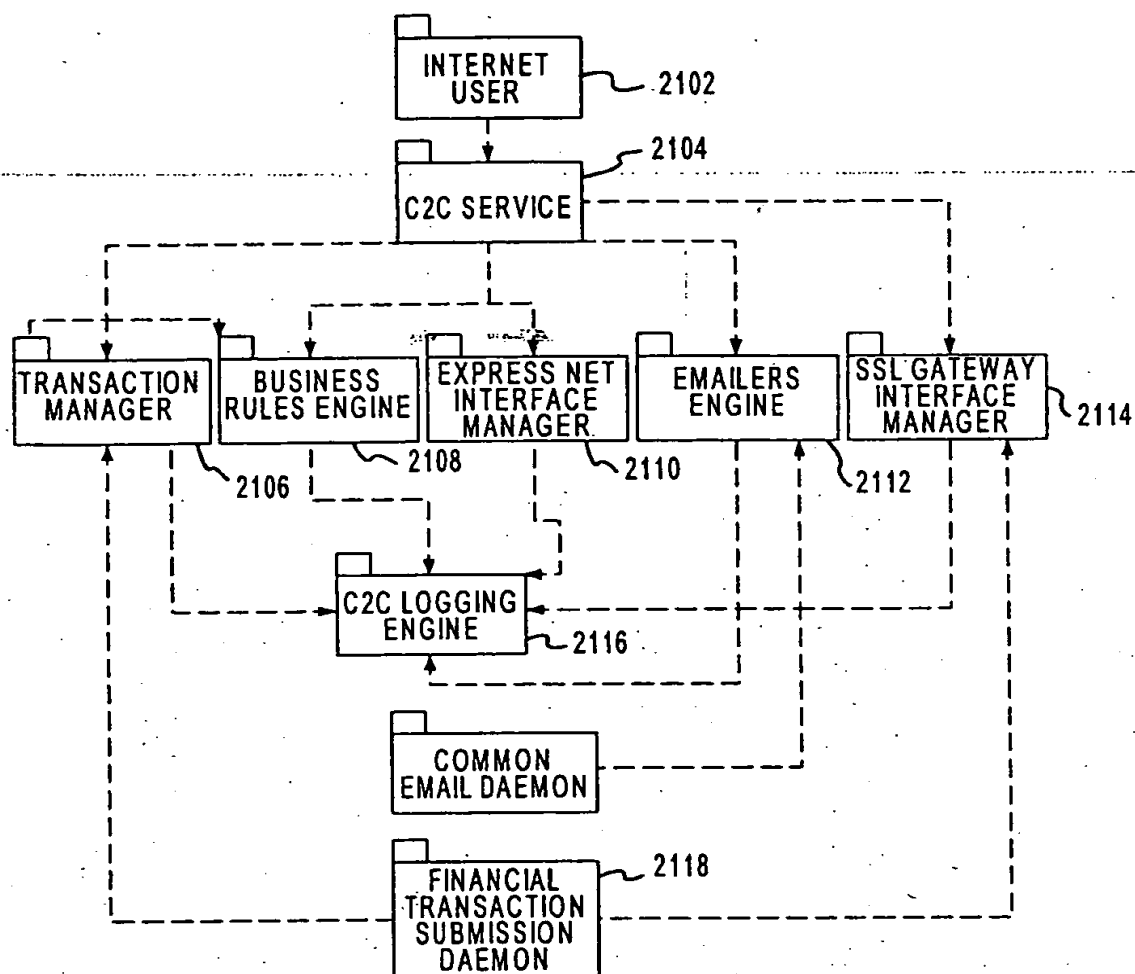 INTERNET
USER
2102
2104
C2C SERVICE
TRANSACTION
MANAGER
2106
BUSINESS
RULES ENGINE
2108
EXPRESS NET
INTERFACE
MANAGER
2110
EMAILERS
ENGINE
2112
SSL GATEWAY
INTERFACE
MANAGER
2114
C2C LOGGING
ENGINE
2116
COMMON
EMAIL DAEMON
2118
FINANCIAL
TRANSACTION
SUBMISSION
DAEMON